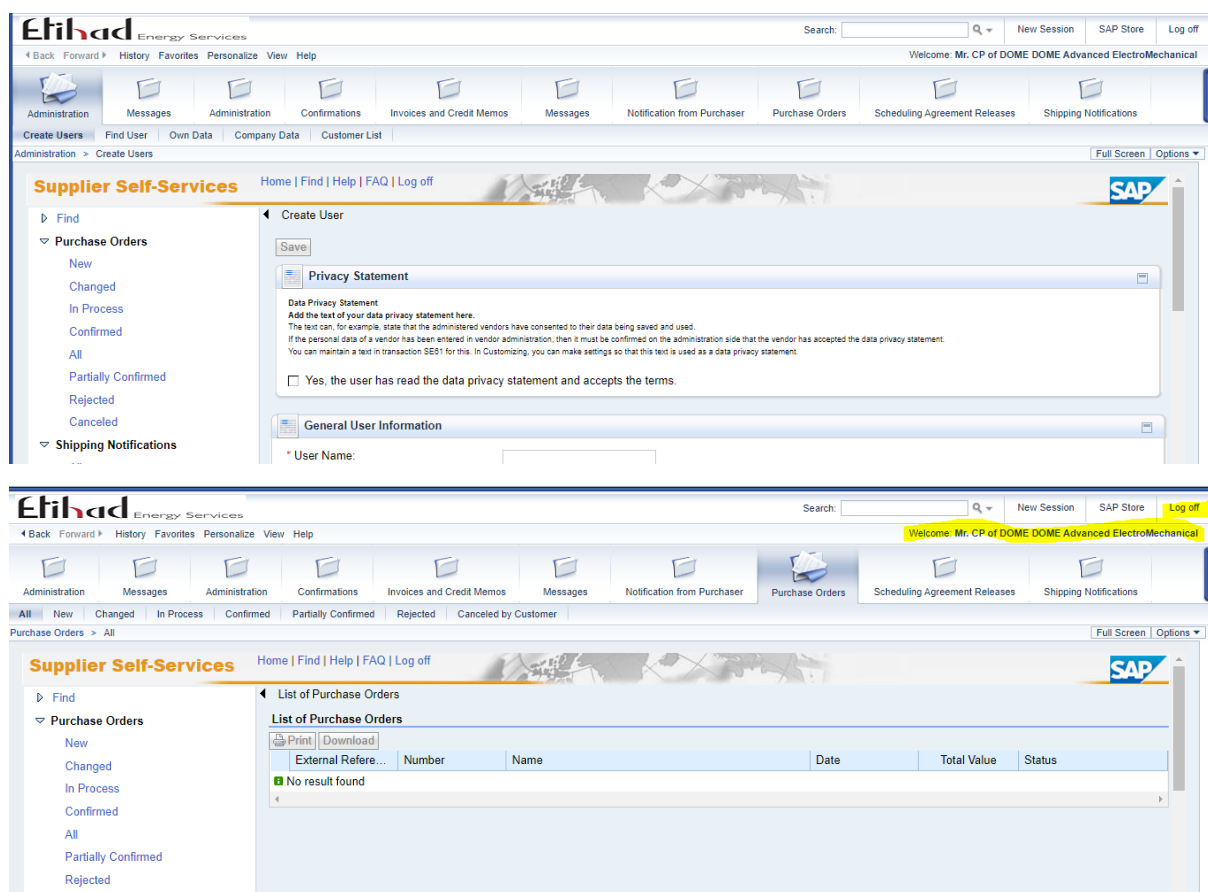 Etihad Energy Services
Search:
New Session SAP Store Log off
Back Forward History Favorites Personalize View Help
Welcome: Mr. CP of DOME DOME Advanced ElectroMechanical
Administration Messages Administration Confirmations Invoices and Credit Memos Messages Notification from Purchaser Purchase Orders Scheduling Agreement Releases Shipping Notifications
Create Users Find User Own Data Company Data Customer List
Administration > Create Users
Full Screen Options
Supplier Self-Services
Home | Find | Help | FAQ | Log off
SAP
Find
Purchase Orders
New
Changed
In Process
Confirmed
All
Partially Confirmed
Rejected
Canceled
Shipping Notifications
Create User
Save
Privacy Statement
Data Privacy Statement
Add the text of your data privacy statement here.
The text can, for example, state that the administered vendors have consented to their data being saved and used.
If the personal data of a vendor has been entered in vendor administration, then it must be confirmed on the administration side that the vendor has accepted the data privacy statement.
You can maintain a text in transaction SE61 for this. In Customizing, you can make settings so that this text is used as a data privacy statement.
Yes, the user has read the data privacy statement and accepts the terms.
General User Information
* User Name:
Etihad Energy Services
Search:
New Session SAP Store Log off
Back Forward History Favorites Personalize View Help
Welcome: Mr. CP of DOME DOME Advanced ElectroMechanical
Administration Messages Administration Confirmations Invoices and Credit Memos Messages Notification from Purchaser Purchase Orders Scheduling Agreement Releases Shipping Notifications
All New Changed In Process Confirmed Partially Confirmed Rejected Canceled by Customer
Purchase Orders > All
Full Screen Options
Supplier Self-Services
Home | Find | Help | FAQ | Log off
SAP
Find
Purchase Orders
New
Changed
In Process
Confirmed
All
Partially Confirmed
Rejected
List of Purchase Orders
List of Purchase Orders
Print Download
External Refere... Number Name Date Total Value Status
No result found